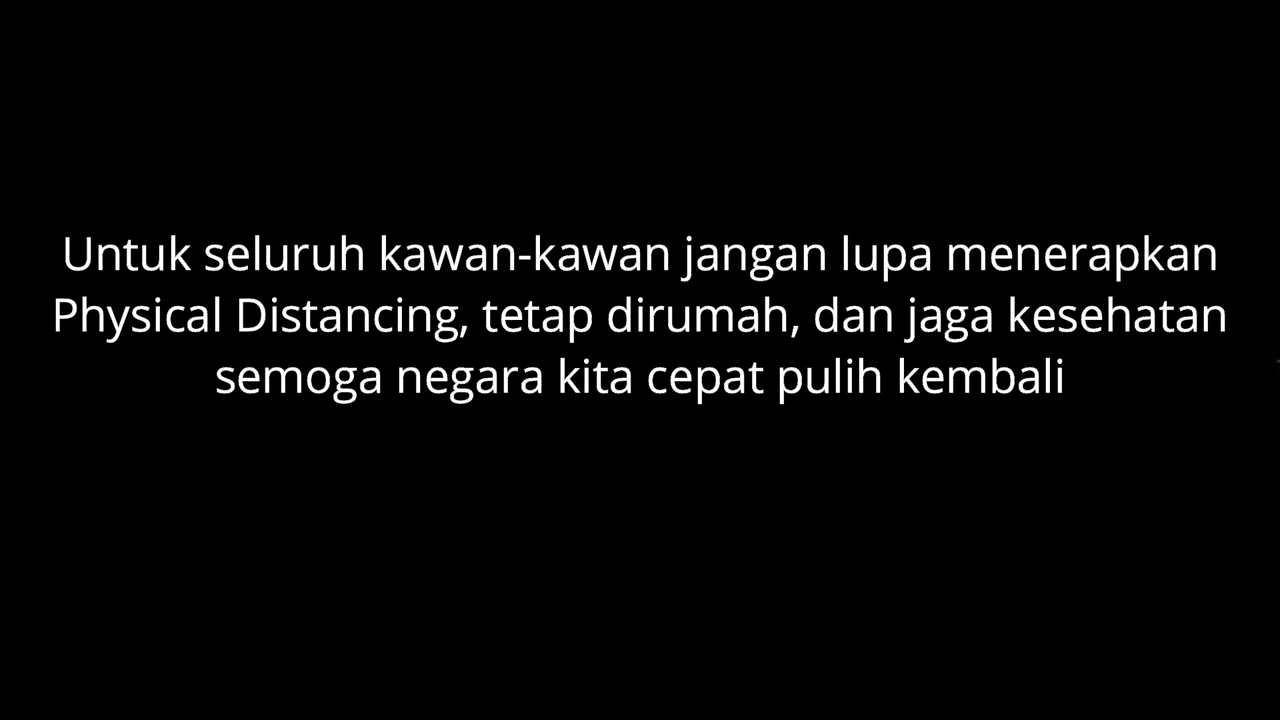 Untuk seluruh kawan-kawan jangan lupa menerapkan
Physical Distancing, tetap dirumah, dan jaga kesehatan
semoga negara kita cepat pulih kembali